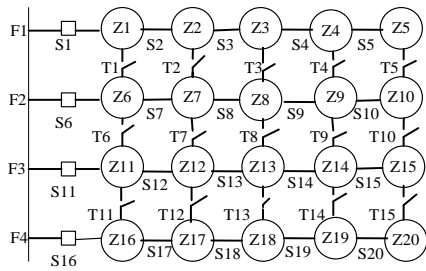 F1 Z1 Z2 Z3 Z4 Z5
S1 S2 S3 S4 S5
T1 T2 T3 T4 T5
F2 Z6 Z7 Z8 Z9 Z10
S6 S7 S8 S9 S10
T6 T7 T8 T9 T10
F3 Z11 Z12 Z13 Z14 Z15
S11 S12 S13 S14 S15
T11 T12 T13 T14 T15
F4 Z16 Z17 Z18 Z19 Z20
S16 S17 S18 S19 S20